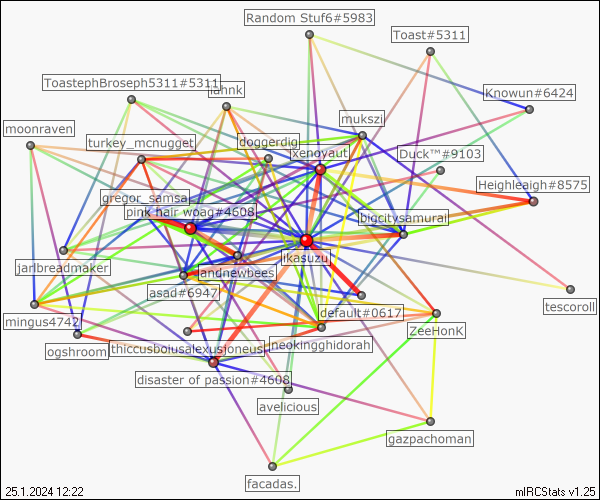 Random Stuf6#5983
Toast#5311
ToastephBroseph5311#5311
Knowun#6424
mukszi
moonraven
turkey_mcnugget
doggerdig
xenoyaut
Duck™#9103
Heighleaigh#8575
gregor_samsa
pink hair woag#4608
bigcitysamurai
ikasuzu
jarlbreadmaker
andnewbees
asad#6947
tescoroll
mingus4742
default#0617
ZeeHonK
ogshroom
neokingghidorah
disaster of passion#4608
avelicious
gazpachoman
facadas.
25.1.2024 12:22
mIRCStats v1.25